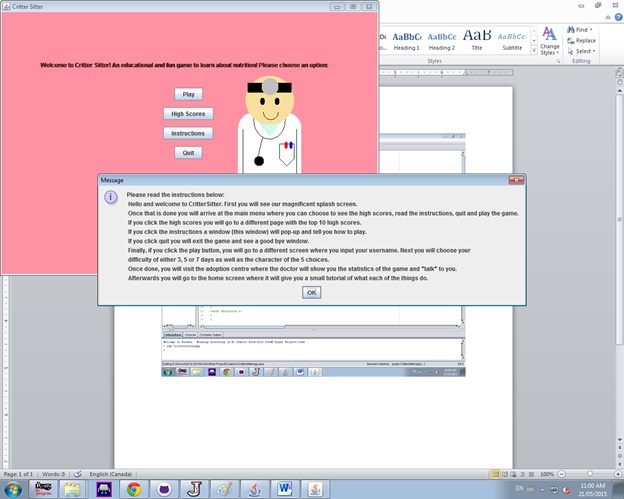 Critter Sitter
Welcome to Critter Sitter! An educational and fun game to learn about nutrition! Please choose an option:
Play
High Scores
Instructions
Quit
AaBbCc AaBbCc AaB AaBbCc.
Heading 1 Heading 2 Title Subtitle
Change Styles
Styles
Find
Replace
Select
Editing
Message
Please read the instructions below:
Hello and welcome to CritterSitter. First you will see our magnificent splash screen.
Once that is done you will arrive at the main menu where you can choose to see the high scores, read the instructions, quit and play the game.
If you click the high scores you will go to a different page with the top 10 high scores.
If you click the instructions a window (this window) will pop-up and tell you how to play.
If you click quit you will exit the game and see a good bye window.
Finally, if you click the play button, you will go to a different screen where you input your username. Next you will choose your
difficulty of either 3, 5 or 7 days as well as the character of the 5 choices.
Once done, you will visit the adoption centre where the doctor will show you the statistics of the game and "talk" to you.
Afterwards you will go to the home screen where it will give you a small tutorial of what each of the things do.
OK
Page: 1 of 1 Words: 0 English (Canada) 100%
EN 11:00 AM
21/05/2015